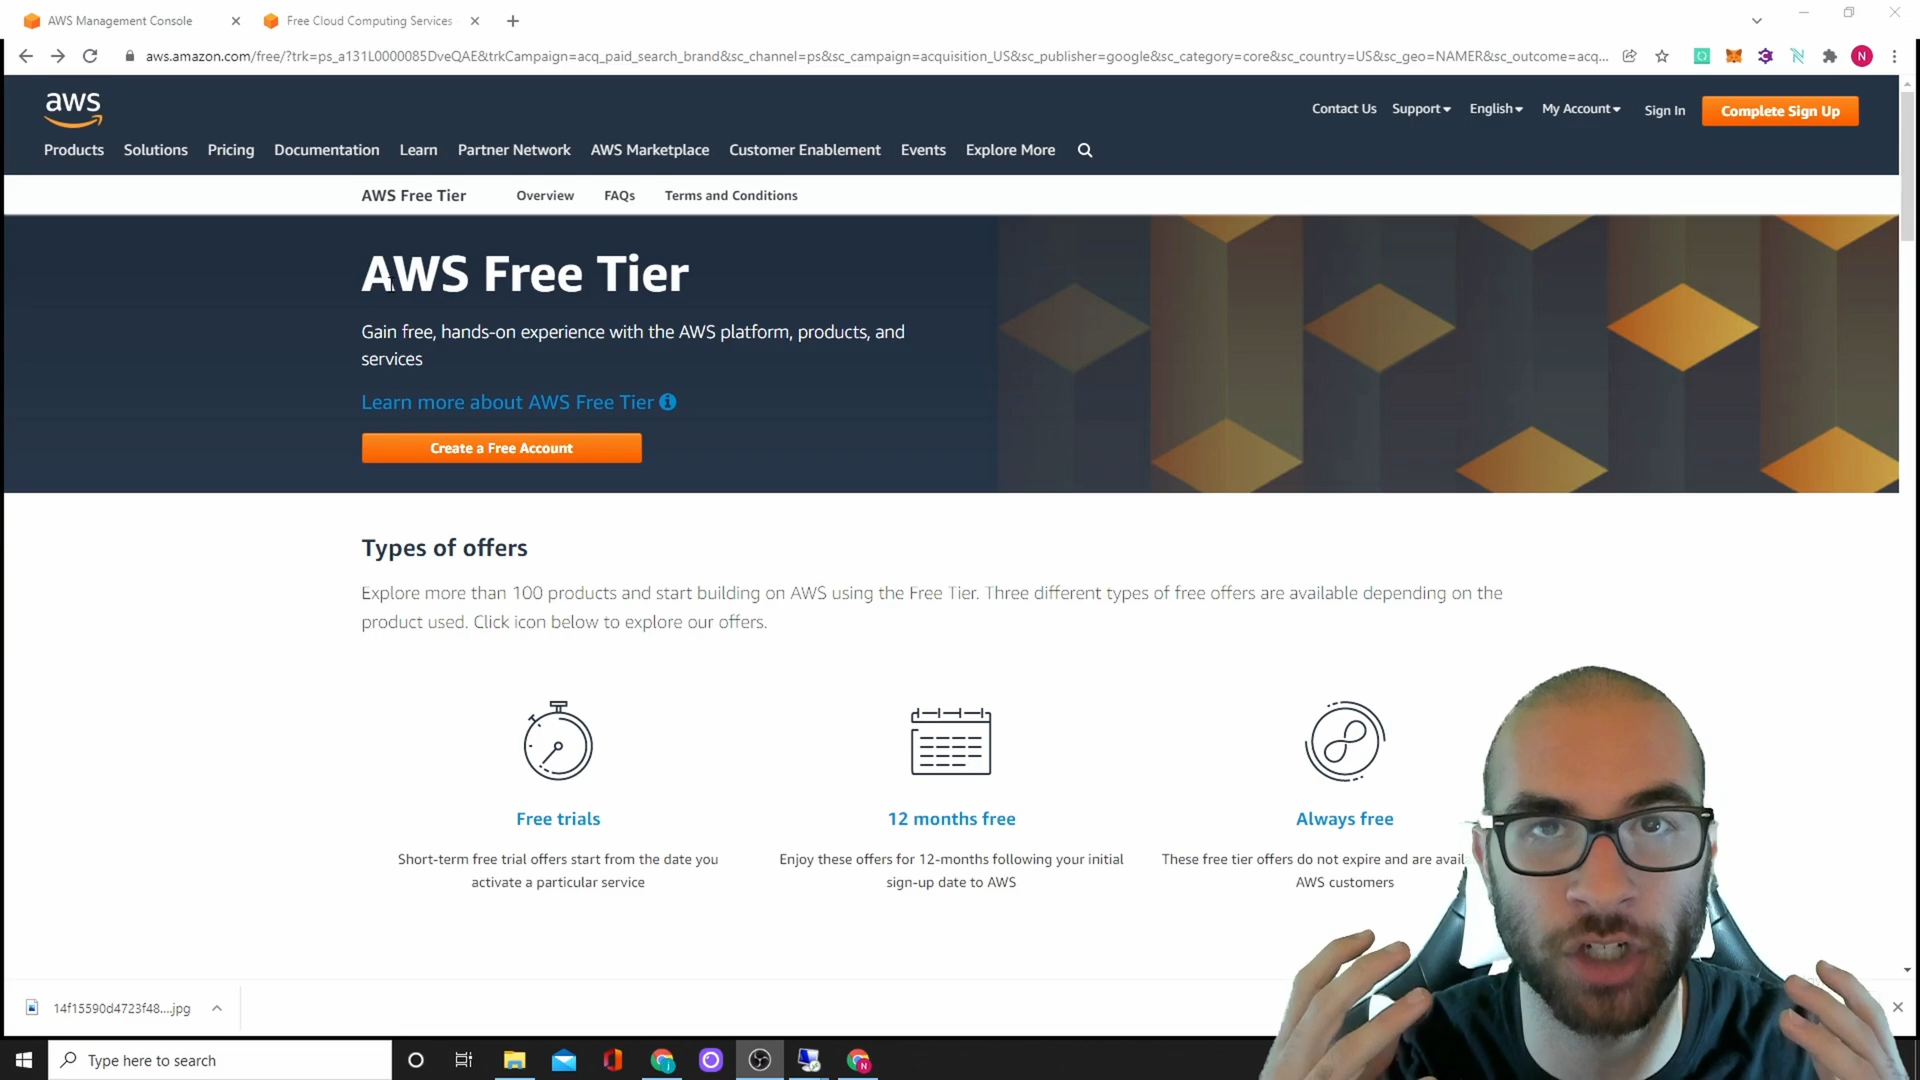 AWS Management Console
Free Cloud Computing Services
aws.amazon.com/free/?trk=ps_a131L0000085DveQAE&trkCampaign=acq_paid_search_brand&sc_channel=ps&sc_campaign=acquisition_US&sc_publisher=google&sc_category=core&sc_country=US&sc_geo=NAMER&sc_outcome=acq...
N
aws
Contact Us Support English My Account Sign In Complete Sign Up
Products Solutions Pricing Documentation Learn Partner Network AWS Marketplace Customer Enablement Events Explore More
AWS Free Tier Overview FAQs Terms and Conditions
AWS Free Tier
Gain free, hands-on experience with the AWS platform, products, and
services
Learn more about AWS Free Tier
Create a Free Account
Types of offers
Explore more than 100 products and start building on AWS using the Free Tier. Three different types of free offers are available depending on the
product used. Click icon below to explore our offers.
Free trials
Short-term free trial offers start from the date you
activate a particular service
12 months free
Enjoy these offers for 12-months following your initial
sign-up date to AWS
Always free
These free tier offers do not expire and are avail
AWS customers
14f15590d4723f48....jpg
Type here to search